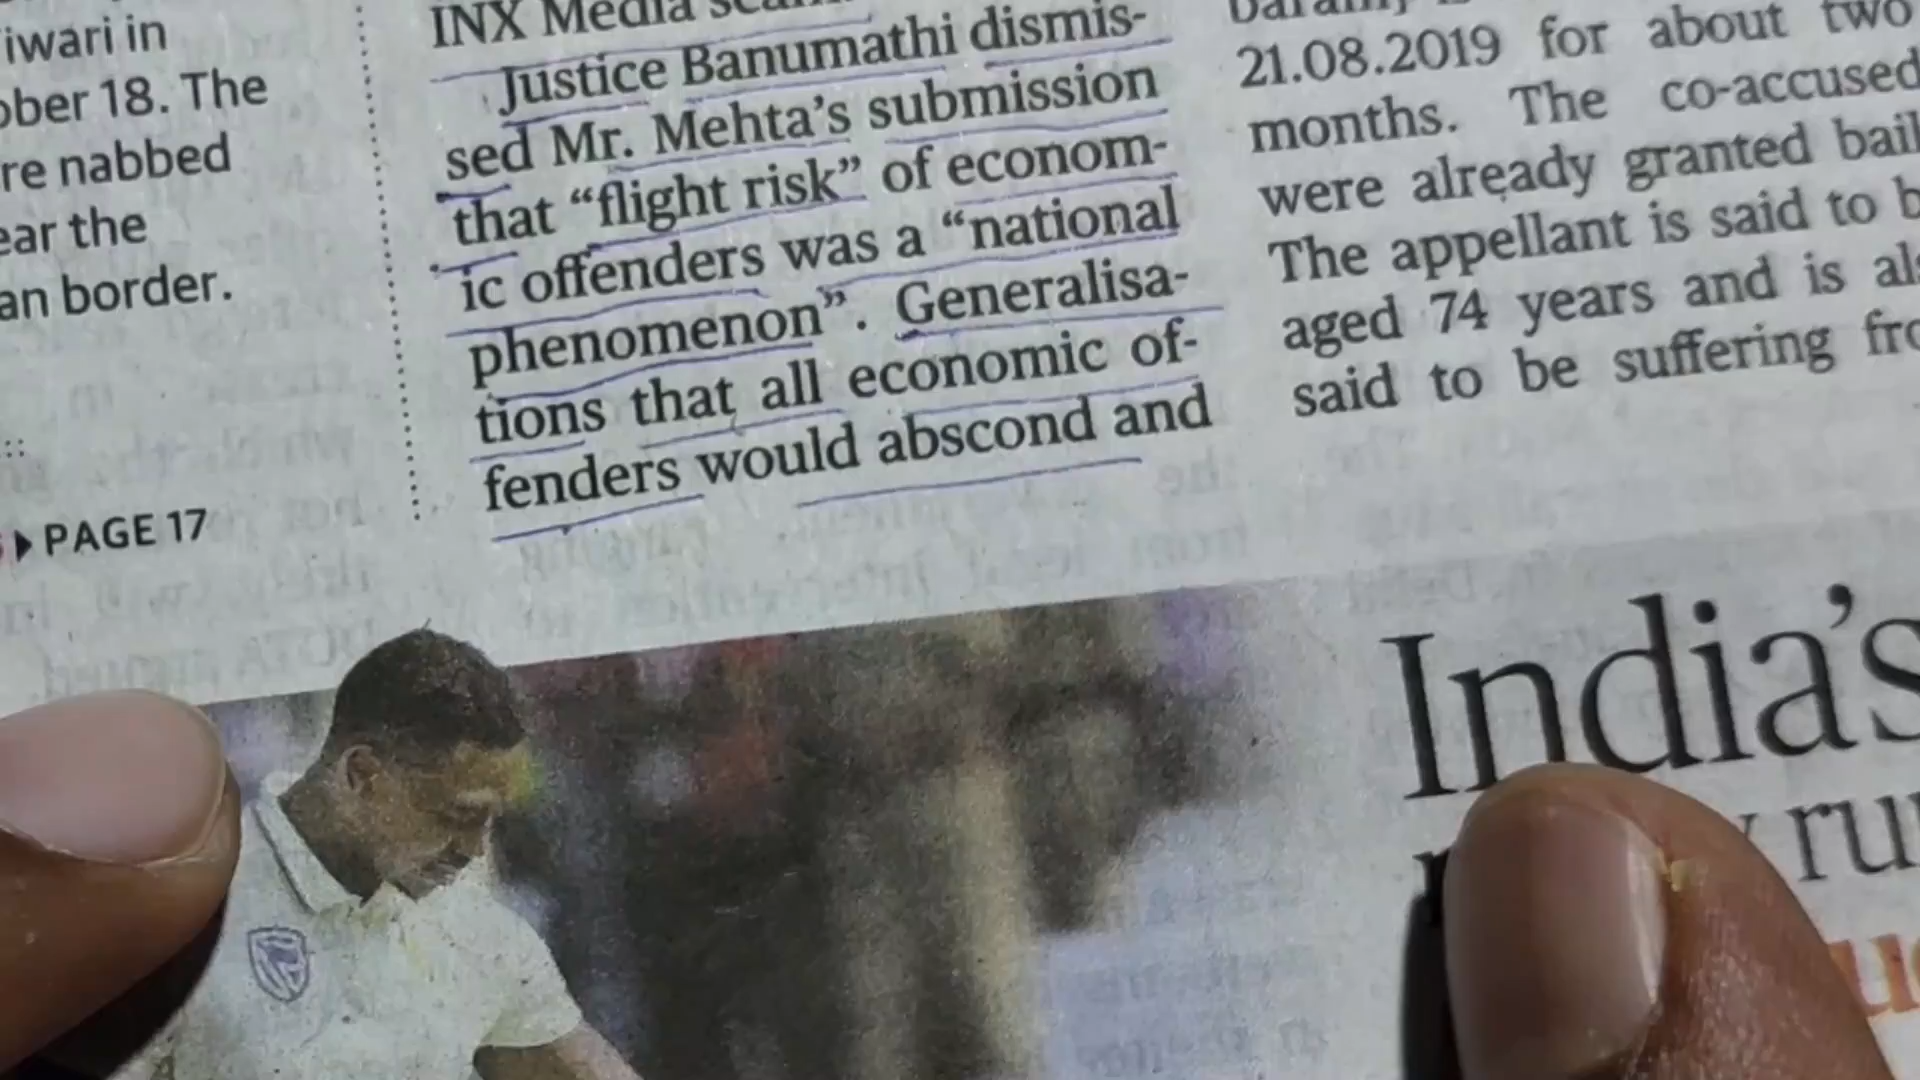 iwari in
ober 18. The
re nabbed
ear the
an border.
PAGE 17
INX Media
Justice Banumathi dismis-
sed Mr. Mehta's submission
that “flight risk” of econom-
ic offenders was a “national
phenomenon”. Generalisa-
tions that all economic of-
fenders would abscond and
21.08.2019 for about two
months. The co-accused
were already granted bail
The appellant is said to b
aged 74 years and is als
said to be suffering fro
India's
ru